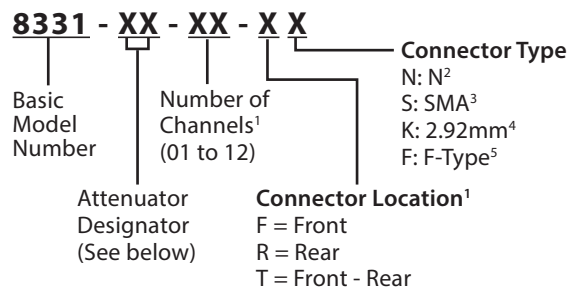 8331 - XX - XX - X X
Basic
Model
Number
Attenuator
Designator
(See below)
Number of
Channels¹
(01 to 12)
Connector Location¹
F = Front
R = Rear
T = Front - Rear
Connector Type
N: N²
S: SMA³
K: 2.92mm⁴
F: F-Type⁵